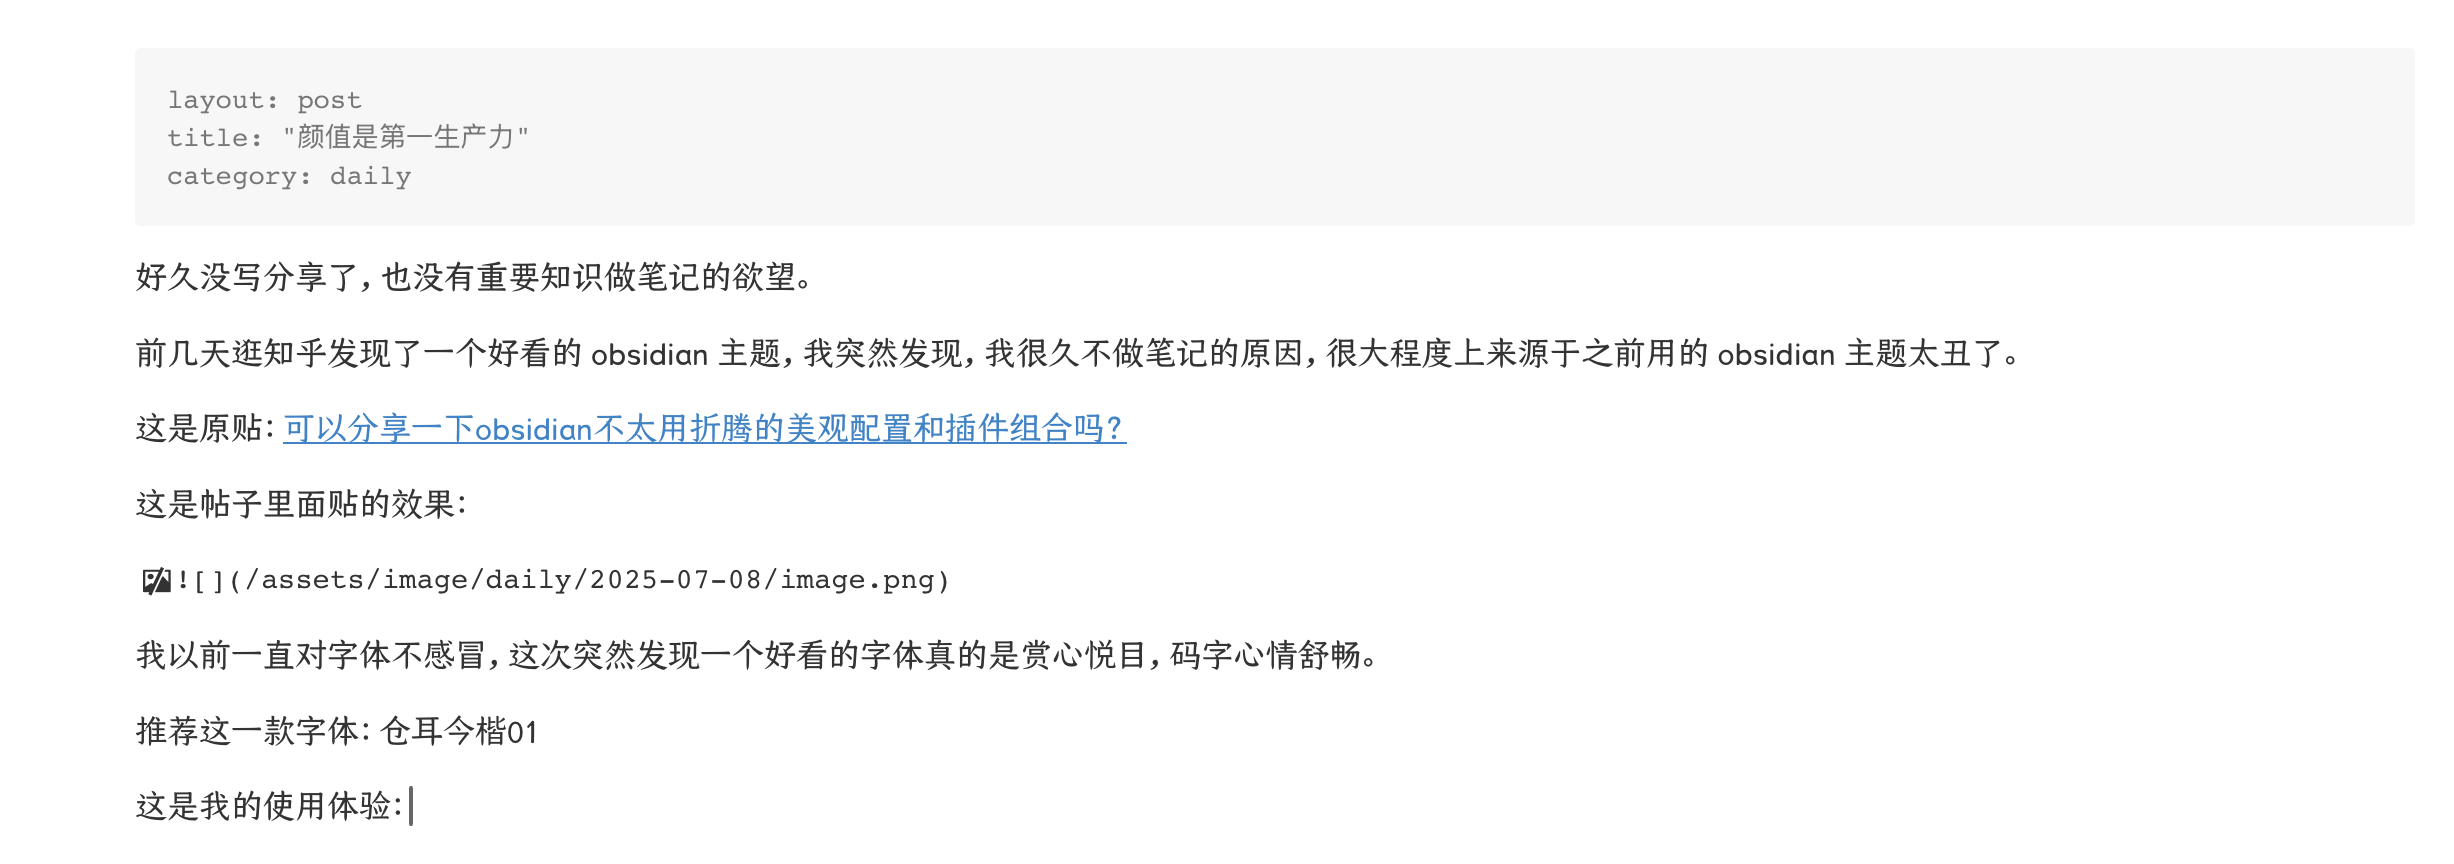 layout: post
title: "颜值是第一生产力"
category: daily
好久没写分享了，也没有重要知识做笔记的欲望。
前几天逛知乎发现了一个好看的 obsidian 主题，我突然发现，我很久不做笔记的原因，很大程度上来源于之前用的 obsidian 主题太丑了。
这是原贴：可以分享一下obsidian不太用折腾的美观配置和插件组合吗？
这是帖子里面贴的效果：
![](/assets/image/daily/2025-07-08/image.png)
我以前一直对字体不感冒，这次突然发现一个好看的字体真的是赏心悦目，码字心情舒畅。
推荐这一款字体：仓耳今楷01
这是我的使用体验：